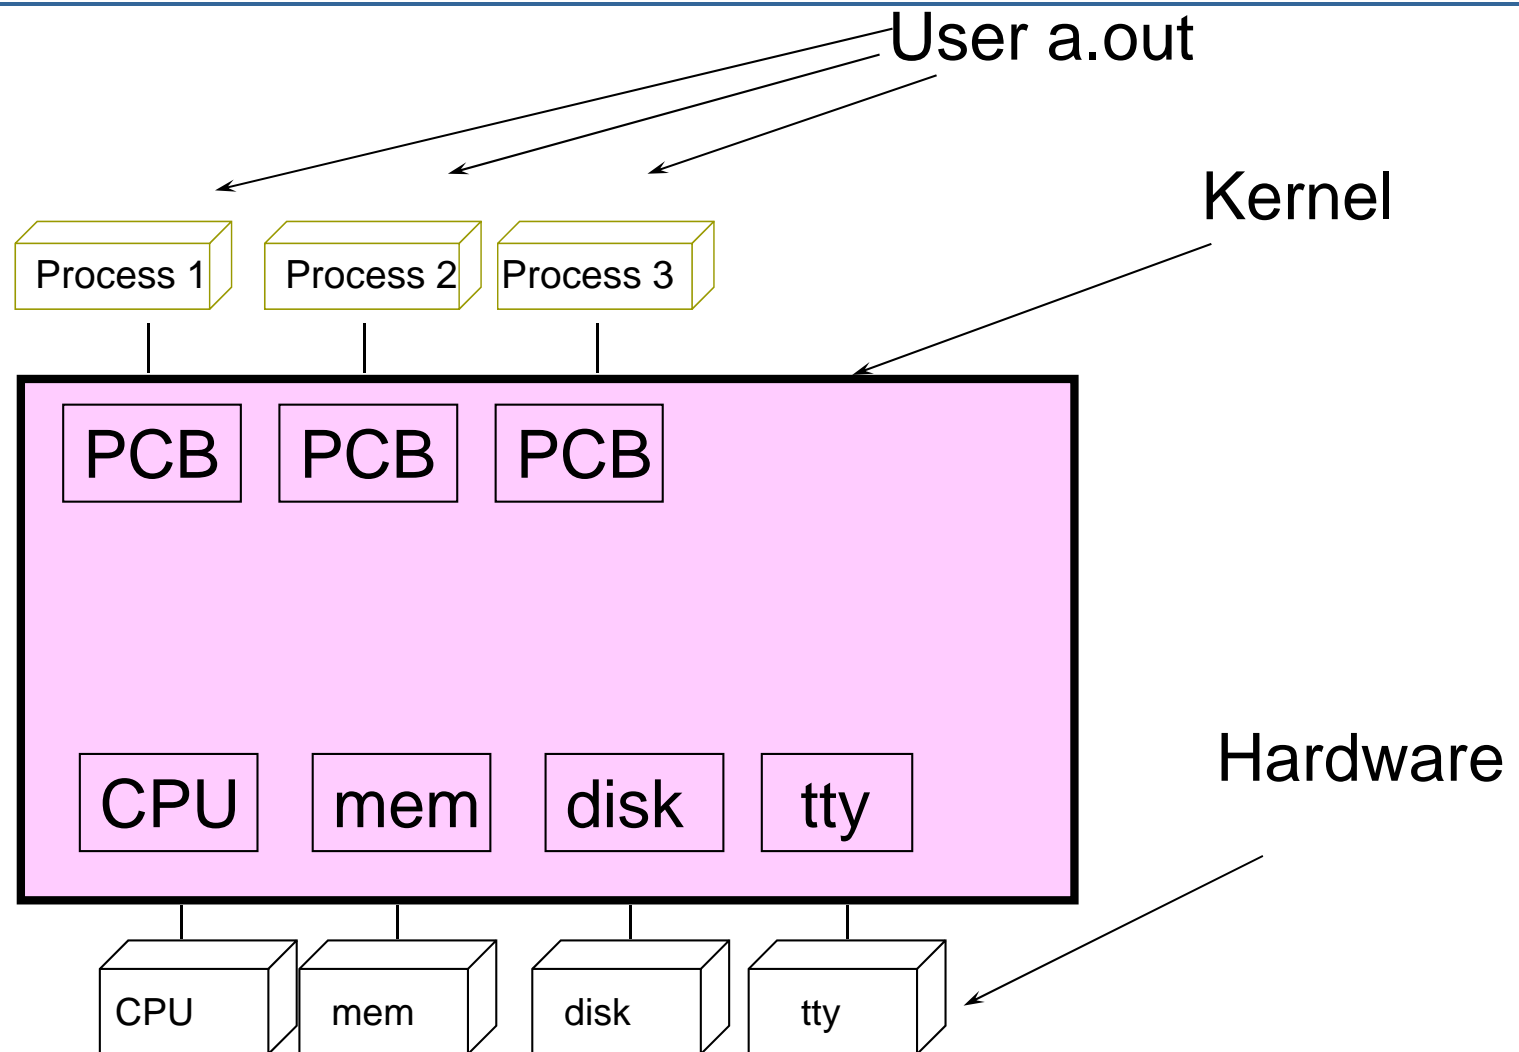 User a.out
Kernel
Process 1
Process 2
Process 3
PCB
PCB
PCB
Hardware
CPU
mem
disk
tty
CPU
mem
disk
tty